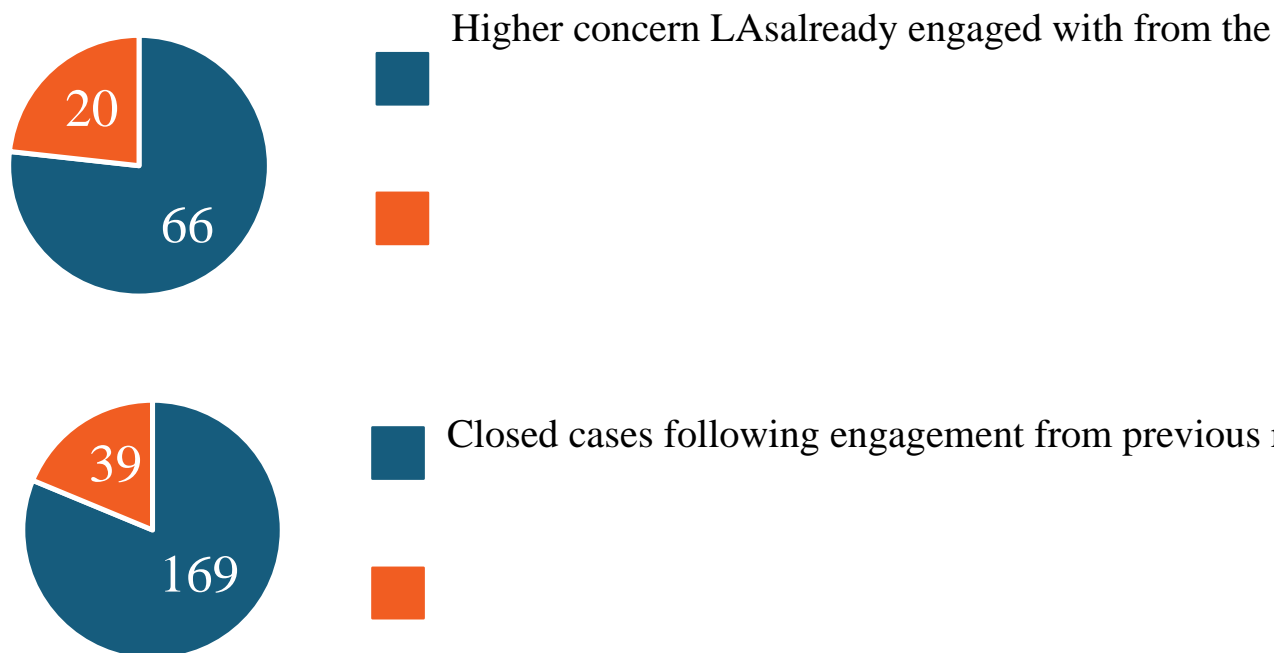 Higher concern LAsalready engaged with from the
20
66
Closed cases following engagement from previous
39
169